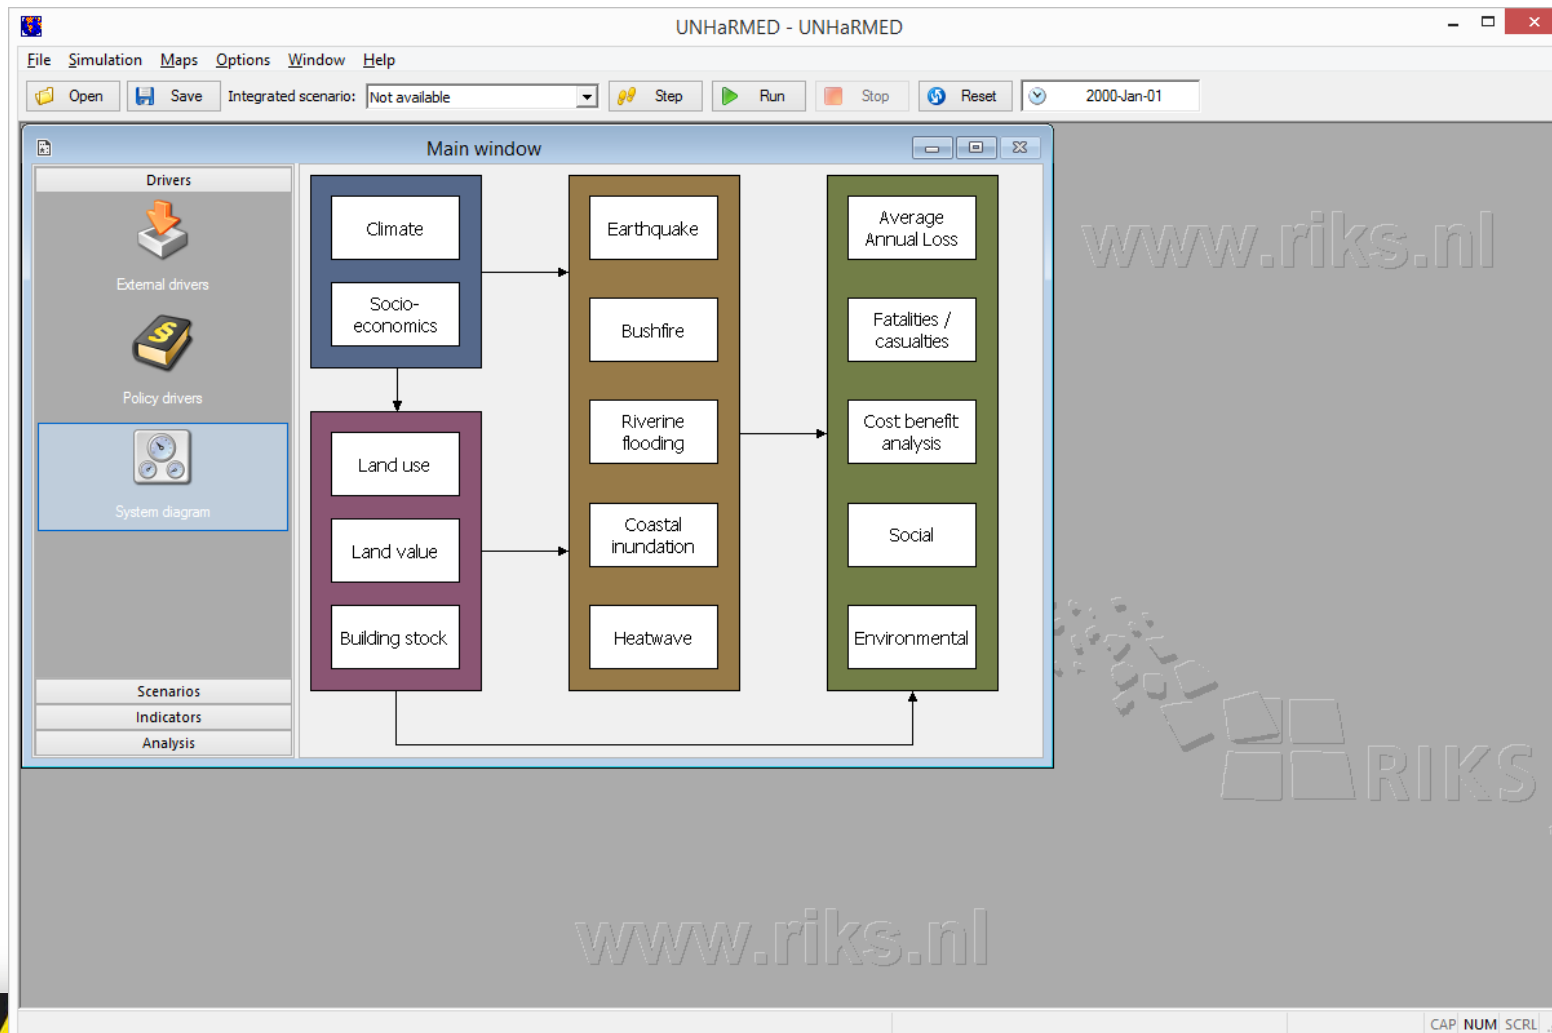 UNHaRMED - UNHaRMED
File Simulation Maps Options Window Help
Open Save Integrated scenario: Not available Step Run Stop Reset 2000-Jan-01
Main window
Drivers
External drivers
Policy drivers
System diagram
Scenarios
Indicators
Analysis
Climate
Socio-
economics
Land use
Land value
Building stock
Earthquake
Bushfire
Riverine
flooding
Coastal
inundation
Heatwave
Average
Annual Loss
Fatalities /
casualties
Cost benefit
analysis
Social
Environmental
www.riks.nl
RIKS
www.riks.nl
CAP NUM SCRL